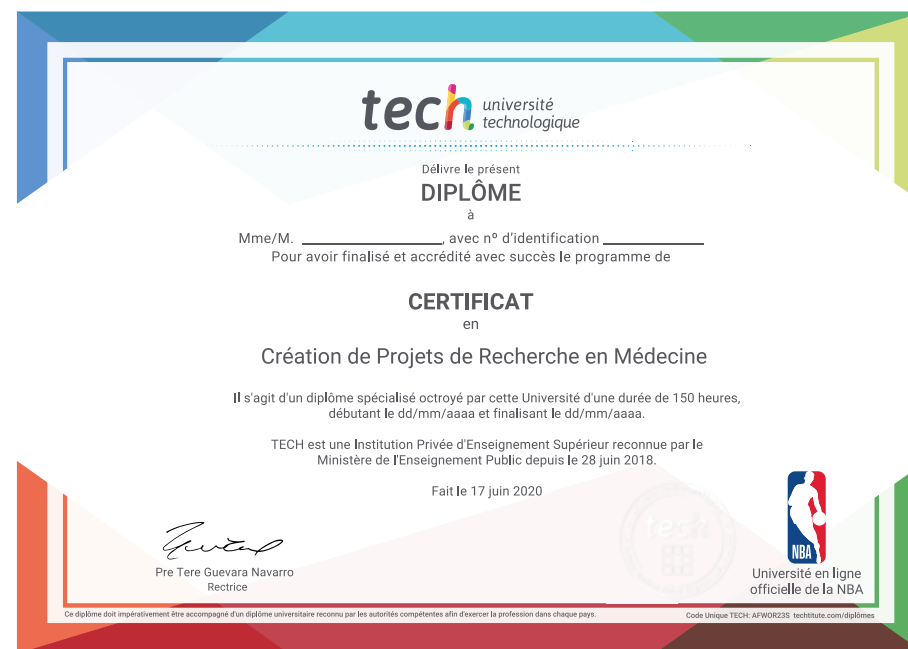 tech université
technologique
Délivre le présent
DIPLÔME
à
Mme/M. ____________________, avec nº d'identification ______________
Pour avoir finalisé et accrédité avec succès le programme de
CERTIFICAT
en
Création de Projets de Recherche en Médecine
Il s'agit d'un diplôme spécialisé octroyé par cette Université d'une durée de 150 heures,
débutant le dd/mm/aaaa et finalisant le dd/mm/aaaa.
TECH est une Institution Privée d'Enseignement Supérieur reconnue par le
Ministère de l'Enseignement Public depuis le 28 juin 2018.
Fait le 17 juin 2020
tech
NBA
Pre Tere Guevara Navarro
Rectrice
Université en ligne
officielle de la NBA
Ce diplôme doit impérativement être accompagné d'un diplôme universitaire reconnu par les autorités compétentes afin d'exercer la profession dans chaque pays.
Code Unique TECH: AFWOR23S techtitute.com/diplômes